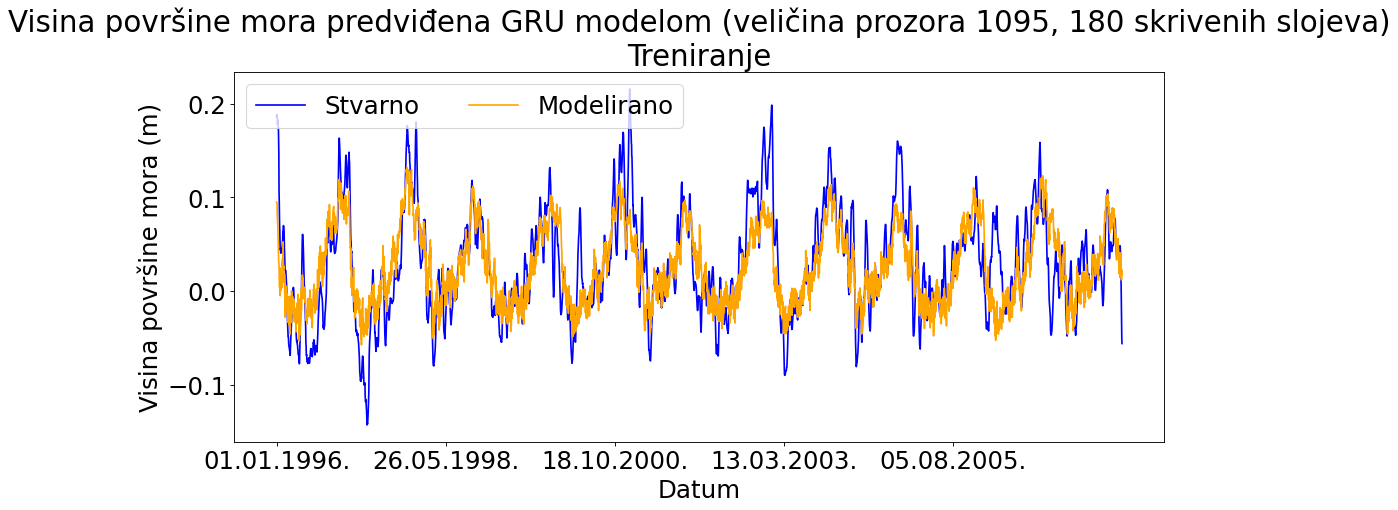 Visina površine mora predviđena GRU modelom (veličina prozora 1095, 180 skrivenih slojeva)
Treniranje
Stvarno
Modelirano
Visina površine mora (m)
0.2
0.1
0.0
−0.1
01.01.1996.
26.05.1998.
18.10.2000.
13.03.2003.
05.08.2005.
Datum